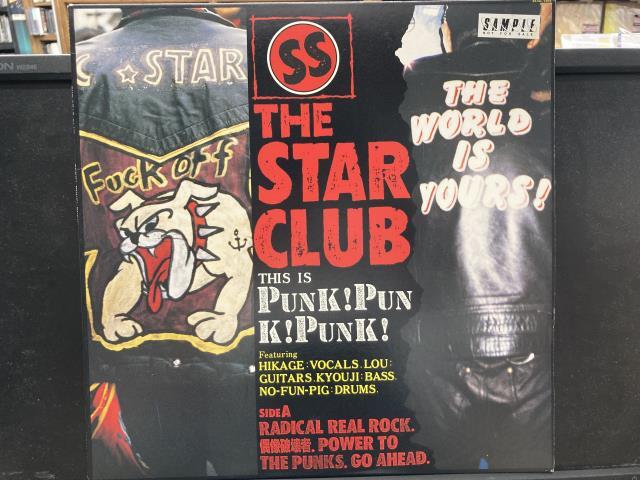 SAMPLE
NOT FOR SALE
SS
STAR
Fuck off
THE
STAR
CLUB
THE
WORLD
IS
YOURS!
THIS IS
PUNK!PUN
K!PUNK!
Featuring
HIKAGE:VOCALS.LOU:
GUITARS.KYOUJI:BASS.
NO-FUN-PIG:DRUMS.
SIDE A
RADICAL REAL ROCK.
偶像破壊者. POWER TO
THE PUNKS. GO AHEAD.